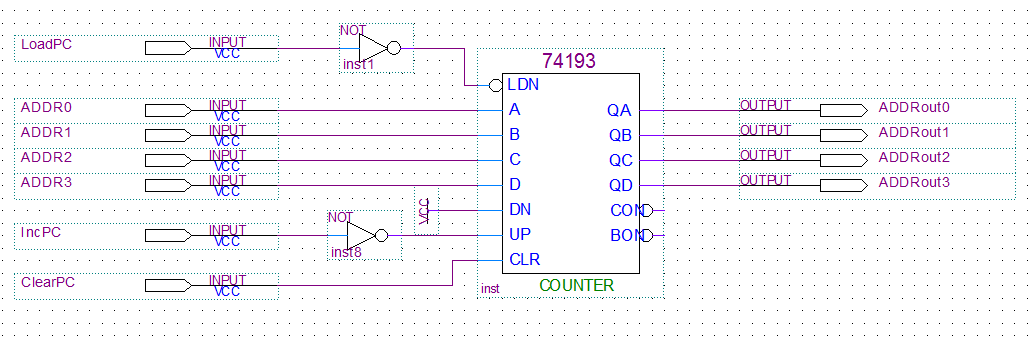 NOT
LoadPC INPUT
VCC
inst1
74193
LDN
ADDR0 INPUT A QA OUTPUT ADDRout0
VCC
ADDR1 INPUT B QB OUTPUT ADDRout1
VCC
ADDR2 INPUT C QC OUTPUT ADDRout2
VCC
ADDR3 INPUT D QD OUTPUT ADDRout3
VCC
VCC DN CON
NOT
IncPC INPUT UP BON
VCC
inst8
CLR
ClearPC INPUT
VCC
inst COUNTER